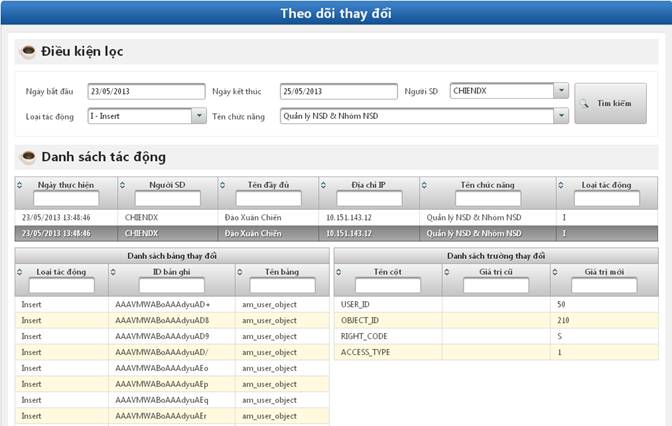 Theo dõi thay đổi
Điều kiện lọc
Ngày bắt đầu 23/05/2013 Ngày kết thúc 25/05/2013 Người SD CHIENDX Tìm kiếm
Loại tác động I - Insert Tên chức năng Quản lý NSD & Nhóm NSD
Danh sách tác động
Ngày thực hiện Người SD Tên đầy đủ Địa chỉ IP Tên chức năng Loại tác động
23/05/2013 13:48:46 CHIENDX Đào Xuân Chiến 10.151.143.12 Quản lý NSD & Nhóm NSD I
23/05/2013 13:48:46 CHIENDX Đào Xuân Chiến 10.151.143.12 Quản lý NSD & Nhóm NSD I
Danh sách bảng thay đổi
Loại tác động ID bản ghi Tên bảng
Insert AAAVMWABoAAAdyuAD+ am_user_object
Insert AAAVMWABoAAAdyuAD8 am_user_object
Insert AAAVMWABoAAAdyuAD9 am_user_object
Insert AAAVMWABoAAAdyuAD/ am_user_object
Insert AAAVMWABoAAAdyuAEo am_user_object
Insert AAAVMWABoAAAdyuAEp am_user_object
Insert AAAVMWABoAAAdyuAEq am_user_object
Insert AAAVMWABoAAAdyuAEr am_user_object
Danh sách trường thay đổi
Tên cột Giá trị cũ Giá trị mới
USER_ID 50
OBJECT_ID 210
RIGHT_CODE S
ACCESS_TYPE 1